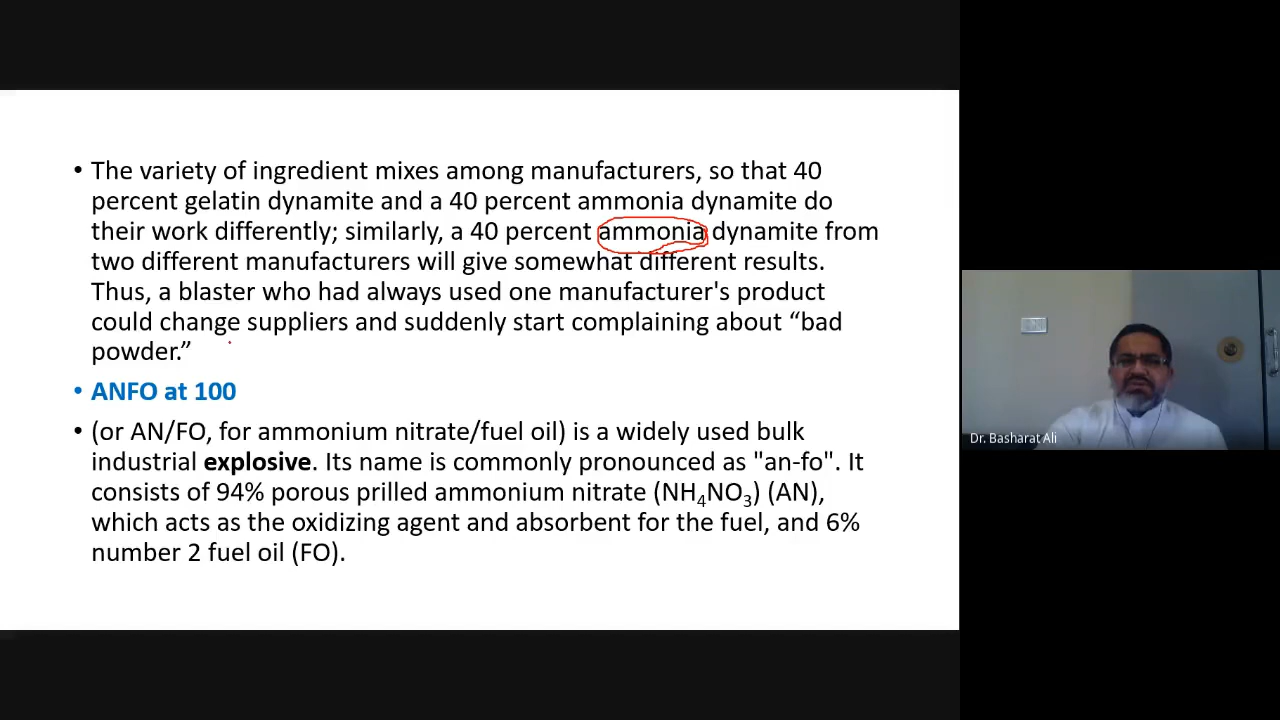 • The variety of ingredient mixes among manufacturers, so that 40
percent gelatin dynamite and a 40 percent ammonia dynamite do
their work differently; similarly, a 40 percent ammonia dynamite from
two different manufacturers will give somewhat different results.
Thus, a blaster who had always used one manufacturer's product
could change suppliers and suddenly start complaining about “bad
powder.”
• ANFO at 100
• (or AN/FO, for ammonium nitrate/fuel oil) is a widely used bulk
industrial explosive. Its name is commonly pronounced as "an-fo". It
consists of 94% porous prilled ammonium nitrate (NH₄NO₃) (AN),
which acts as the oxidizing agent and absorbent for the fuel, and 6%
number 2 fuel oil (FO).
Dr. Basharat Ali